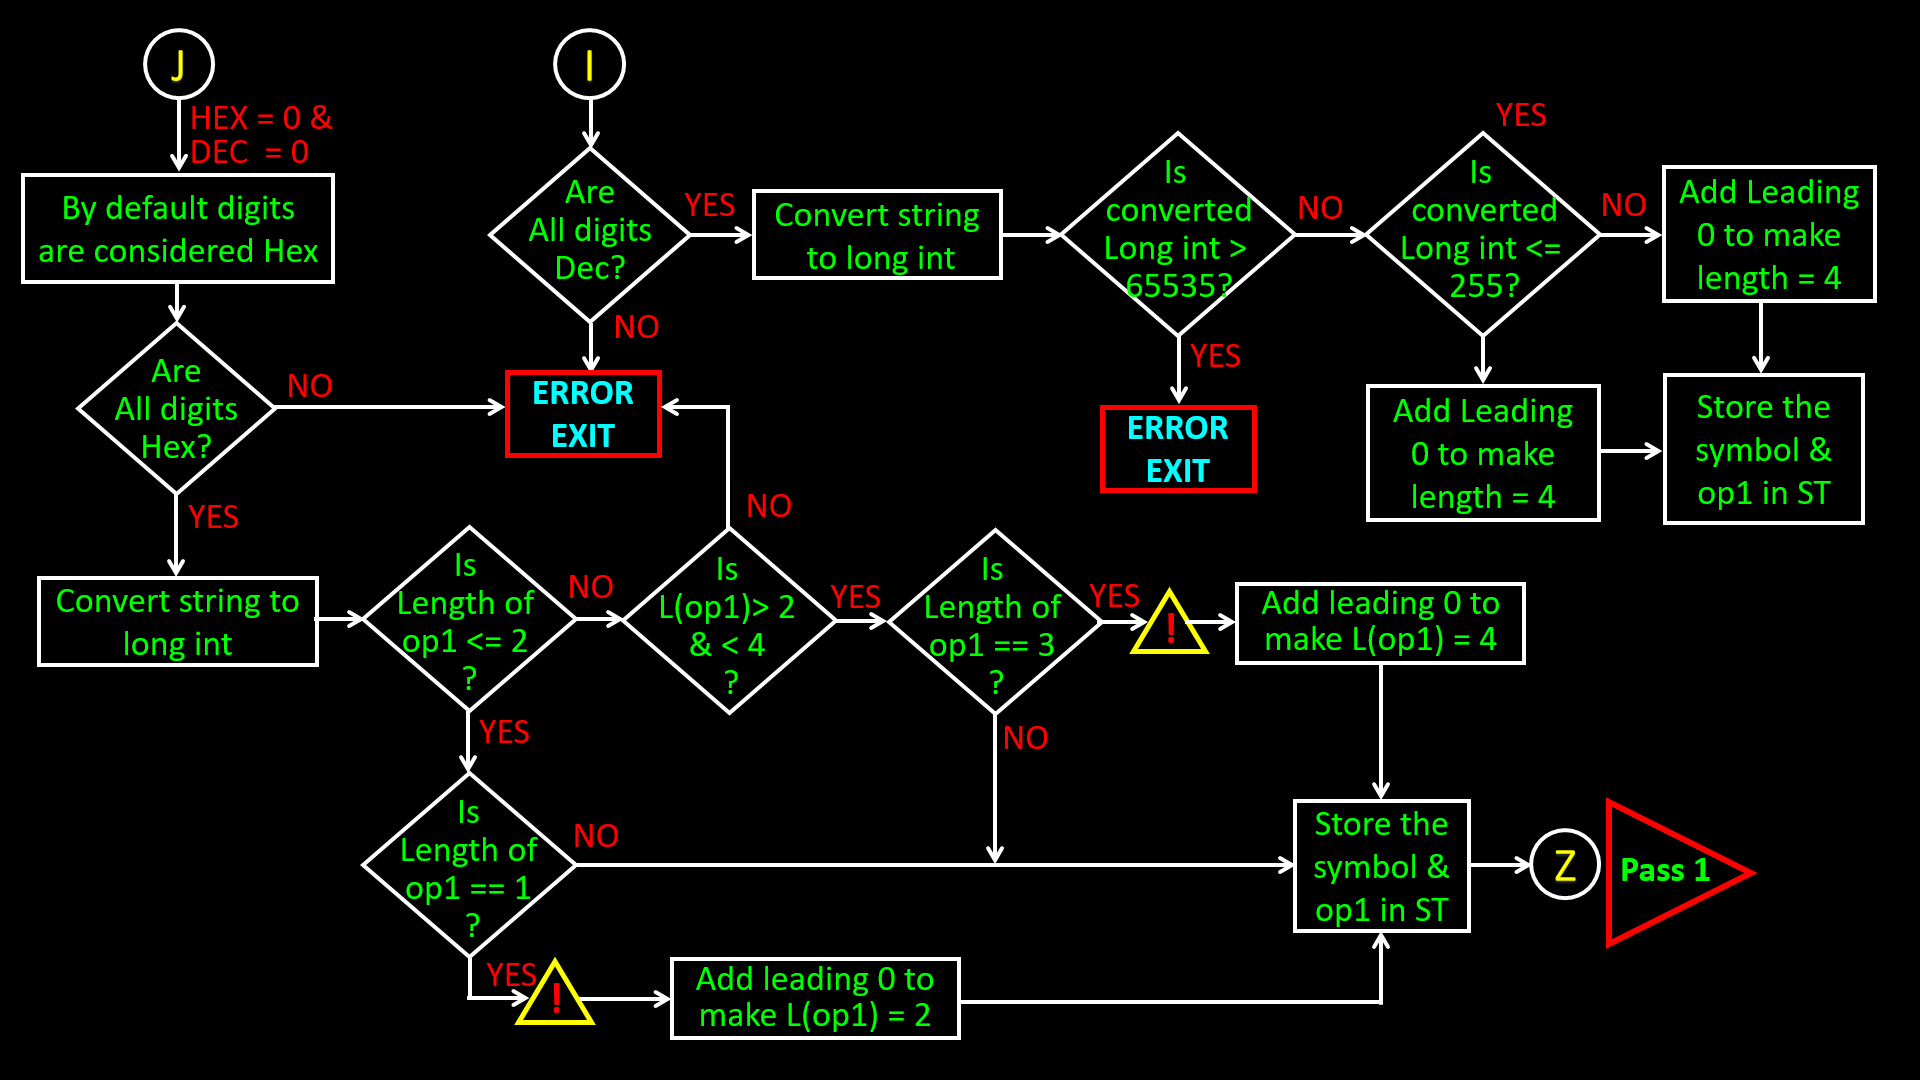 J
HEX = 0 &
DEC = 0
By default digits
are considered Hex
Are
All digits
Hex?
NO
YES
Convert string to
long int
I
Are
All digits
Dec?
YES
NO
ERROR
EXIT
Convert string
to long int
Is
converted
Long int >
65535?
NO
YES
ERROR
EXIT
YES
Is
converted
Long int <=
255?
NO
Add Leading
0 to make
length = 4
Add Leading
0 to make
length = 4
Store the
symbol &
op1 in ST
Is
Length of
op1 <= 2
?
NO
YES
Is
L(op1)> 2
& < 4
?
NO
YES
Is
Length of
op1 == 3
?
YES
!
NO
Add leading 0 to
make L(op1) = 4
Is
Length of
op1 == 1
?
NO
YES
!
Add leading 0 to
make L(op1) = 2
Store the
symbol &
op1 in ST
Z
Pass 1